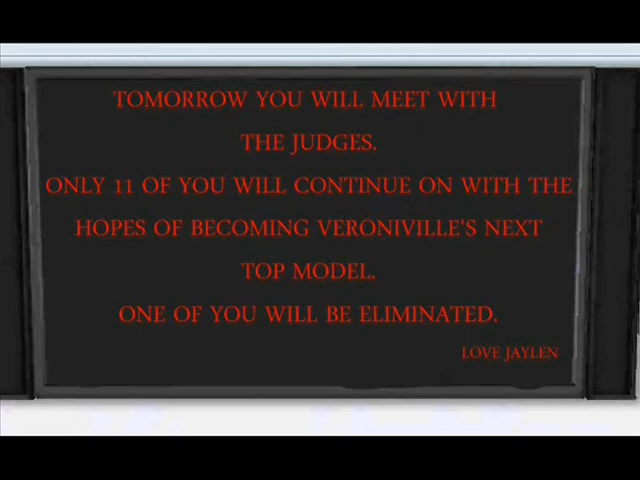 TOMORROW YOU WILL MEET WITH
THE JUDGES.
ONLY 11 OF YOU WILL CONTINUE ON WITH THE
HOPES OF BECOMING VERONIVILLE'S NEXT
TOP MODEL.
ONE OF YOU WILL BE ELIMINATED.
LOVE JAYLEN